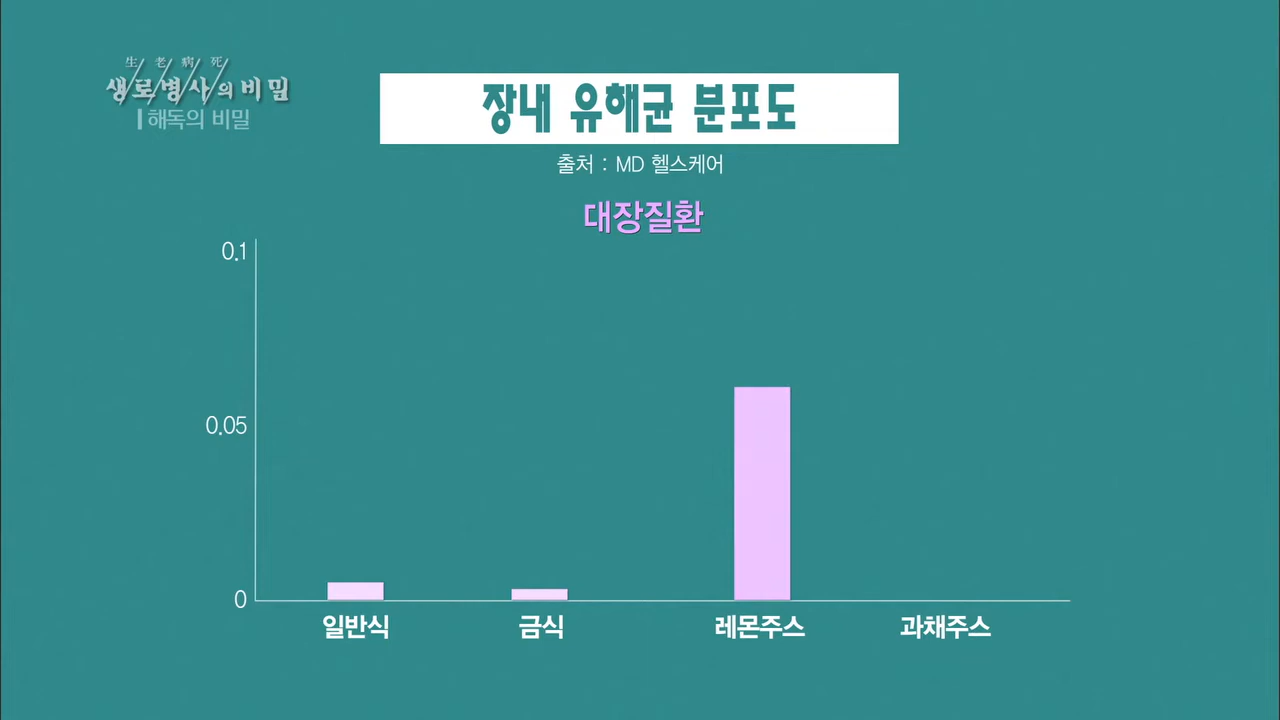 生老病死
생로병사의 비밀
해독의 비밀
장내 유해균 분포도
출처 : MD 헬스케어
대장질환
0.1
0.05
0
일반식 금식 레몬주스 과채주스